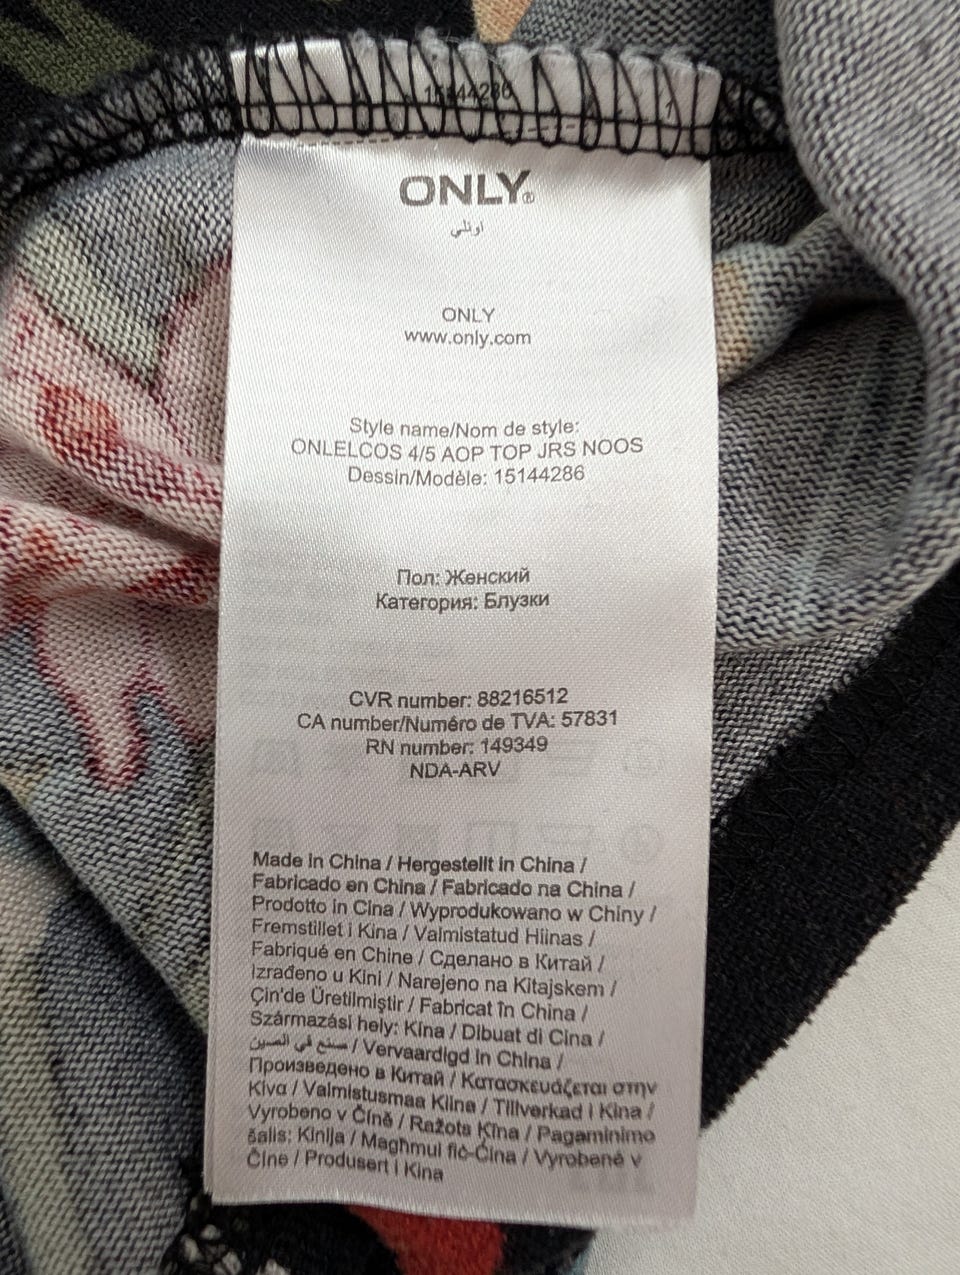 15144286
1
ONLY®
اونلي
ONLY
www.only.com
Style name/Nom de style:
ONLELCOS 4/5 AOP TOP JRS NOOS
Dessin/Modèle: 15144286
Пол: Женский
Категория: Блузки
CVR number: 88216512
CA number/Numéro de TVA: 57831
RN number: 149349
NDA-ARV
Made in China / Hergestellt in China /
Fabricado en China / Fabricado na China /
Prodotto in Cina / Wyprodukowano w Chiny /
Fremstillet i Kina / Valmistatud Hiinas /
Fabriqué en Chine / Сделано в Китай /
Izrađeno u Kini / Narejeno na Kitajskem /
Çin'de Üretilmiştir / Fabricat în China /
Származási hely: Kína / Dibuat di Cina /
صنع في الصين / Vervaardigd in China /
Произведено в Китай / Κατασκευάζεται στην
Κίνα / Valmistusmaa Kiina / Tillverkad i Kina /
Vyrobeno v Číně / Ražots Ķīna / Pagaminimo
šalis: Kinija / Magħmul fiċ-Ċina / Vyrobené v
Číne / Produsert i Kina